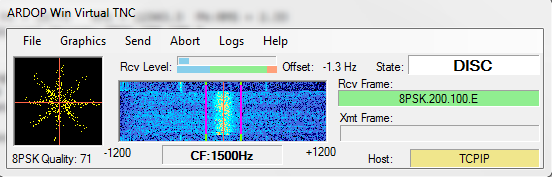 ARDOP Win Virtual TNC
File Graphics Send Abort Logs Help
Rcv Level: Offset: -1.3 Hz State: DISC
Rcv Frame:
8PSK.200.100.E
Xmt Frame:
8PSK Quality: 71 -1200 CF:1500Hz +1200 Host: TCPIP